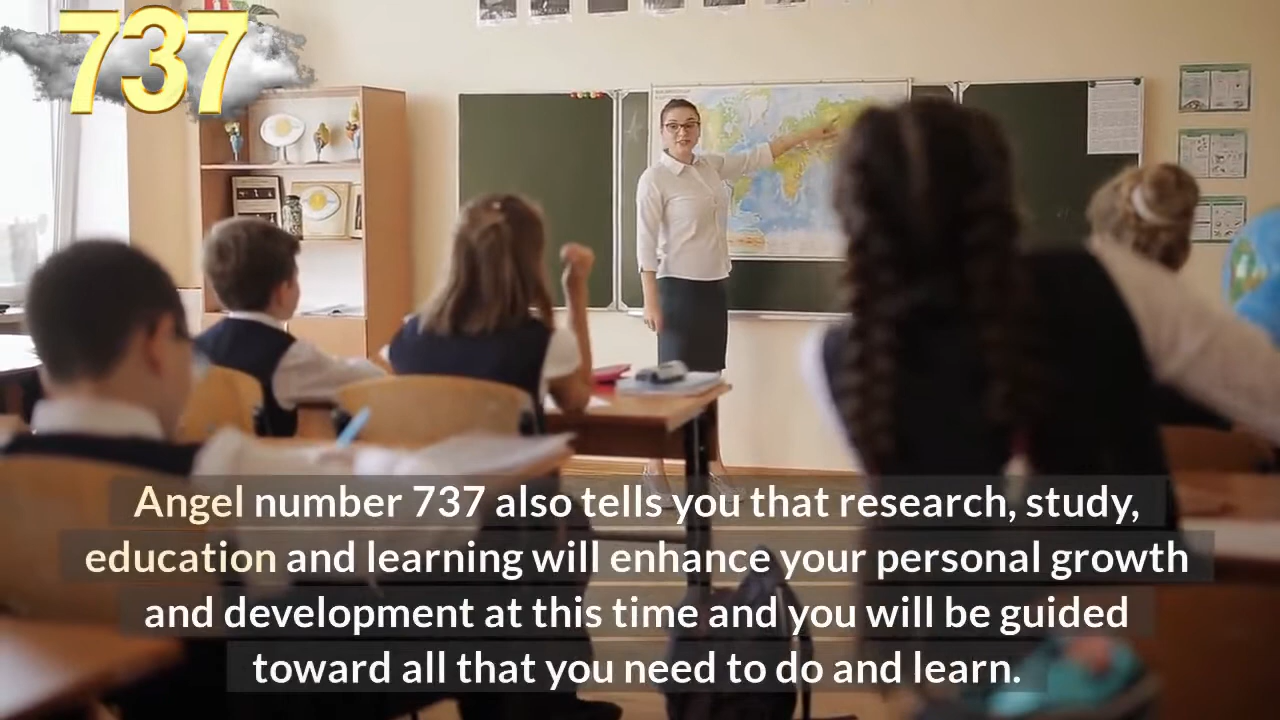 737
Angel number 737 also tells you that research, study,
education and learning will enhance your personal growth
and development at this time and you will be guided
toward all that you need to do and learn.